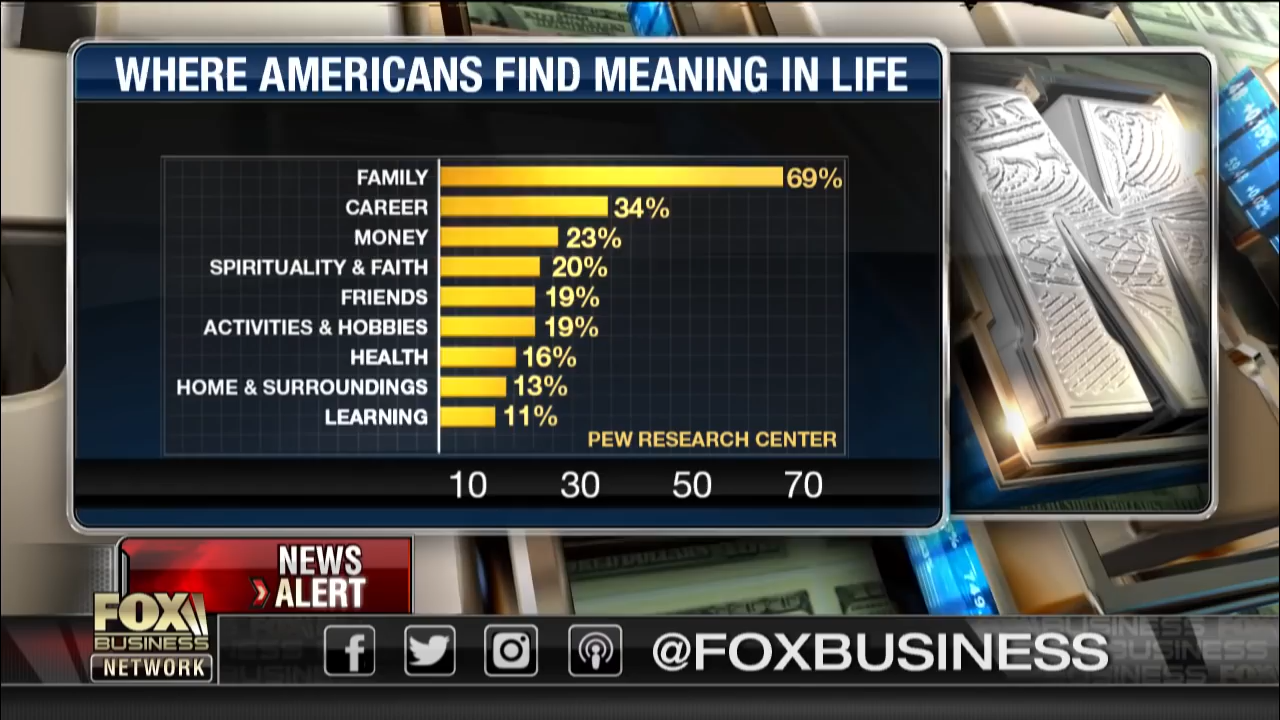 WHERE AMERICANS FIND MEANING IN LIFE
FAMILY 69%
CAREER 34%
MONEY 23%
SPIRITUALITY & FAITH 20%
FRIENDS 19%
ACTIVITIES & HOBBIES 19%
HEALTH 16%
HOME & SURROUNDINGS 13%
LEARNING 11%
PEW RESEARCH CENTER
10 30 50 70
NEWS
ALERT
FOX
BUSINESS
NETWORK
@FOXBUSINESS